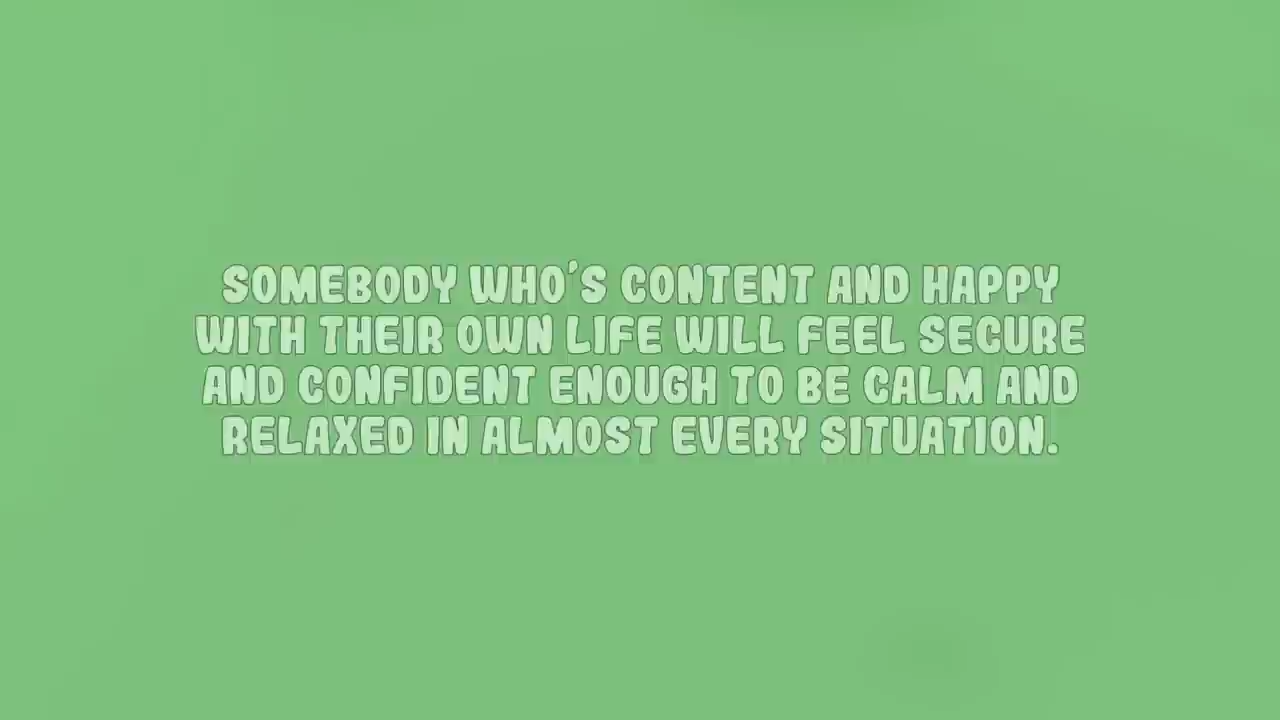 SOMEBODY WHO'S CONTENT AND HAPPY
WITH THEIR OWN LIFE WILL FEEL SECURE
AND CONFIDENT ENOUGH TO BE CALM AND
RELAXED IN ALMOST EVERY SITUATION.